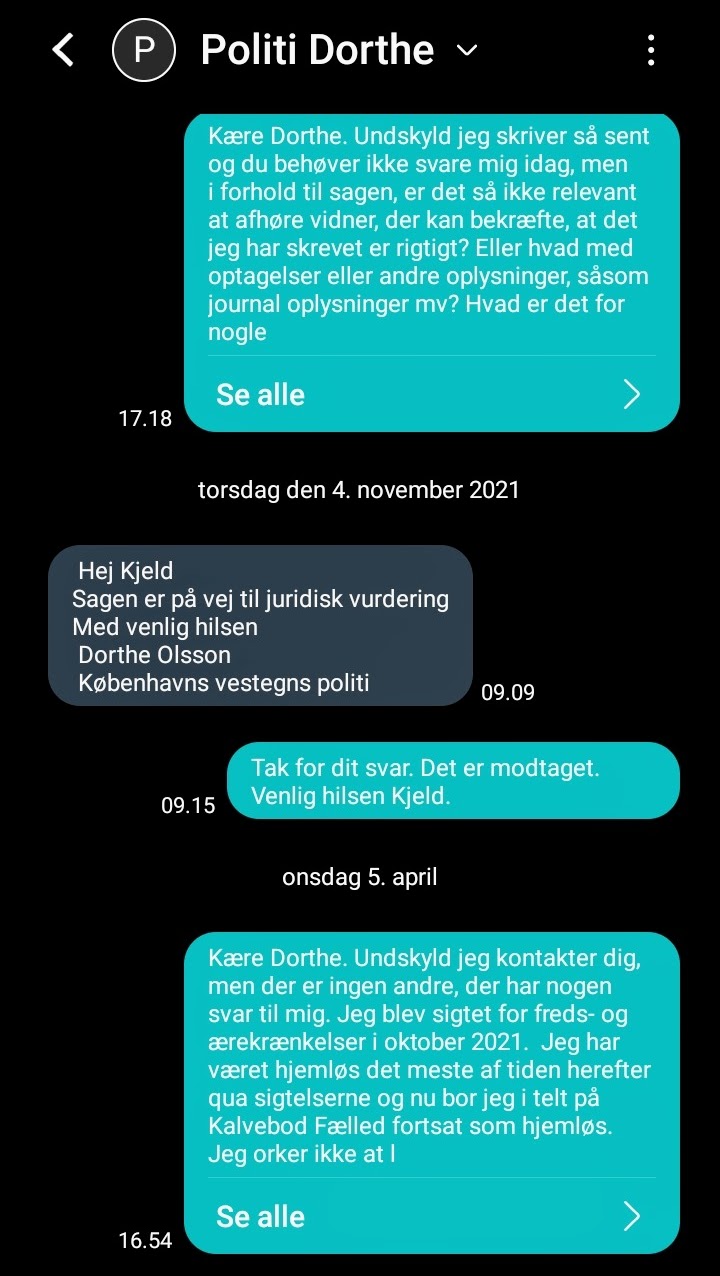 P Politi Dorthe
Kære Dorthe. Undskyld jeg skriver så sent
og du behøver ikke svare mig idag, men
i forhold til sagen, er det så ikke relevant
at afhøre vidner, der kan bekræfte, at det
jeg har skrevet er rigtigt? Eller hvad med
optagelser eller andre oplysninger, såsom
journal oplysninger mv? Hvad er det for
nogle
Se alle
17.18
torsdag den 4. november 2021
Hej Kjeld
Sagen er på vej til juridisk vurdering
Med venlig hilsen
Dorthe Olsson
Københavns vestegns politi
09.09
Tak for dit svar. Det er modtaget.
Venlig hilsen Kjeld.
09.15
onsdag 5. april
Kære Dorthe. Undskyld jeg kontakter dig,
men der er ingen andre, der har nogen
svar til mig. Jeg blev sigtet for freds- og
ærekrænkelser i oktober 2021.  Jeg har
været hjemløs det meste af tiden herefter
qua sigtelserne og nu bor jeg i telt på
Kalvebod Fælled fortsat som hjemløs.
Jeg orker ikke at l
Se alle
16.54